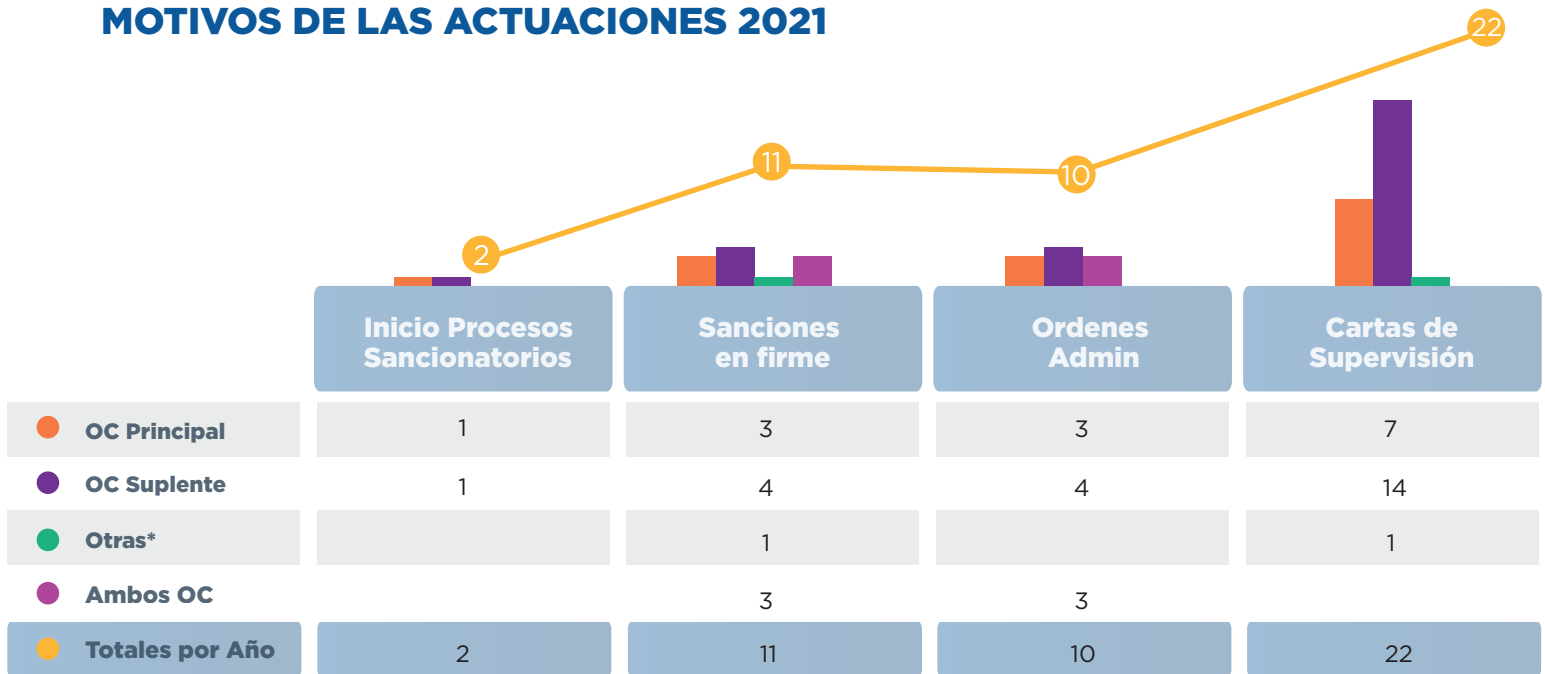 MOTIVOS DE LAS ACTUACIONES 2021
22
11
10
2
Inicio Procesos
Sancionatorios
Sanciones
en firme
Ordenes
Admin
Cartas de
Supervisión
OC Principal 1 3 3 7
OC Suplente 1 4 4 14
Otras* 1 1
Ambos OC 3 3
Totales por Año 2 11 10 22